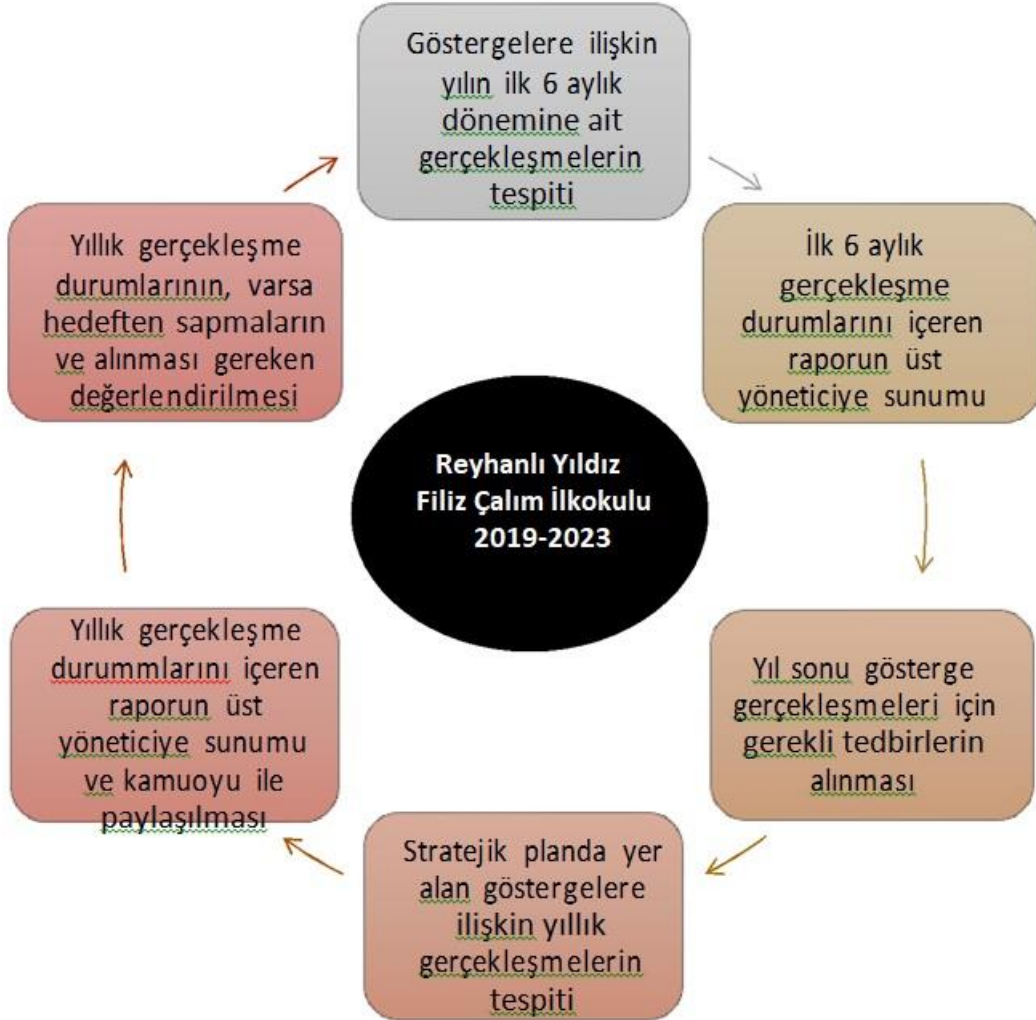 Göstergelere ilişkin
yılın ilk 6 aylık
dönemine ait
gerçekleşmelerin
tespiti
İlk 6 aylık
gerçekleşme
durumlarını içeren
raporun üst
yöneticiye sunumu
Yıl sonu gösterge
gerçekleşmeleri için
gerekli tedbirlerin
alınması
Stratejik planda yer
alan göstergelere
ilişkin yıllık
gerçekleşmelerin
tespiti
Yıllık gerçekleşme
durummlarını içeren
raporun üst
yöneticiye sunumu
ve kamuoyu ile
paylaşılması
Yıllık gerçekleşme
durumlarının, varsa
hedeften sapmaların
ve alınması gereken
değerlendirilmesi
Reyhanlı Yıldız
Filiz Çalım İlkokulu
2019-2023